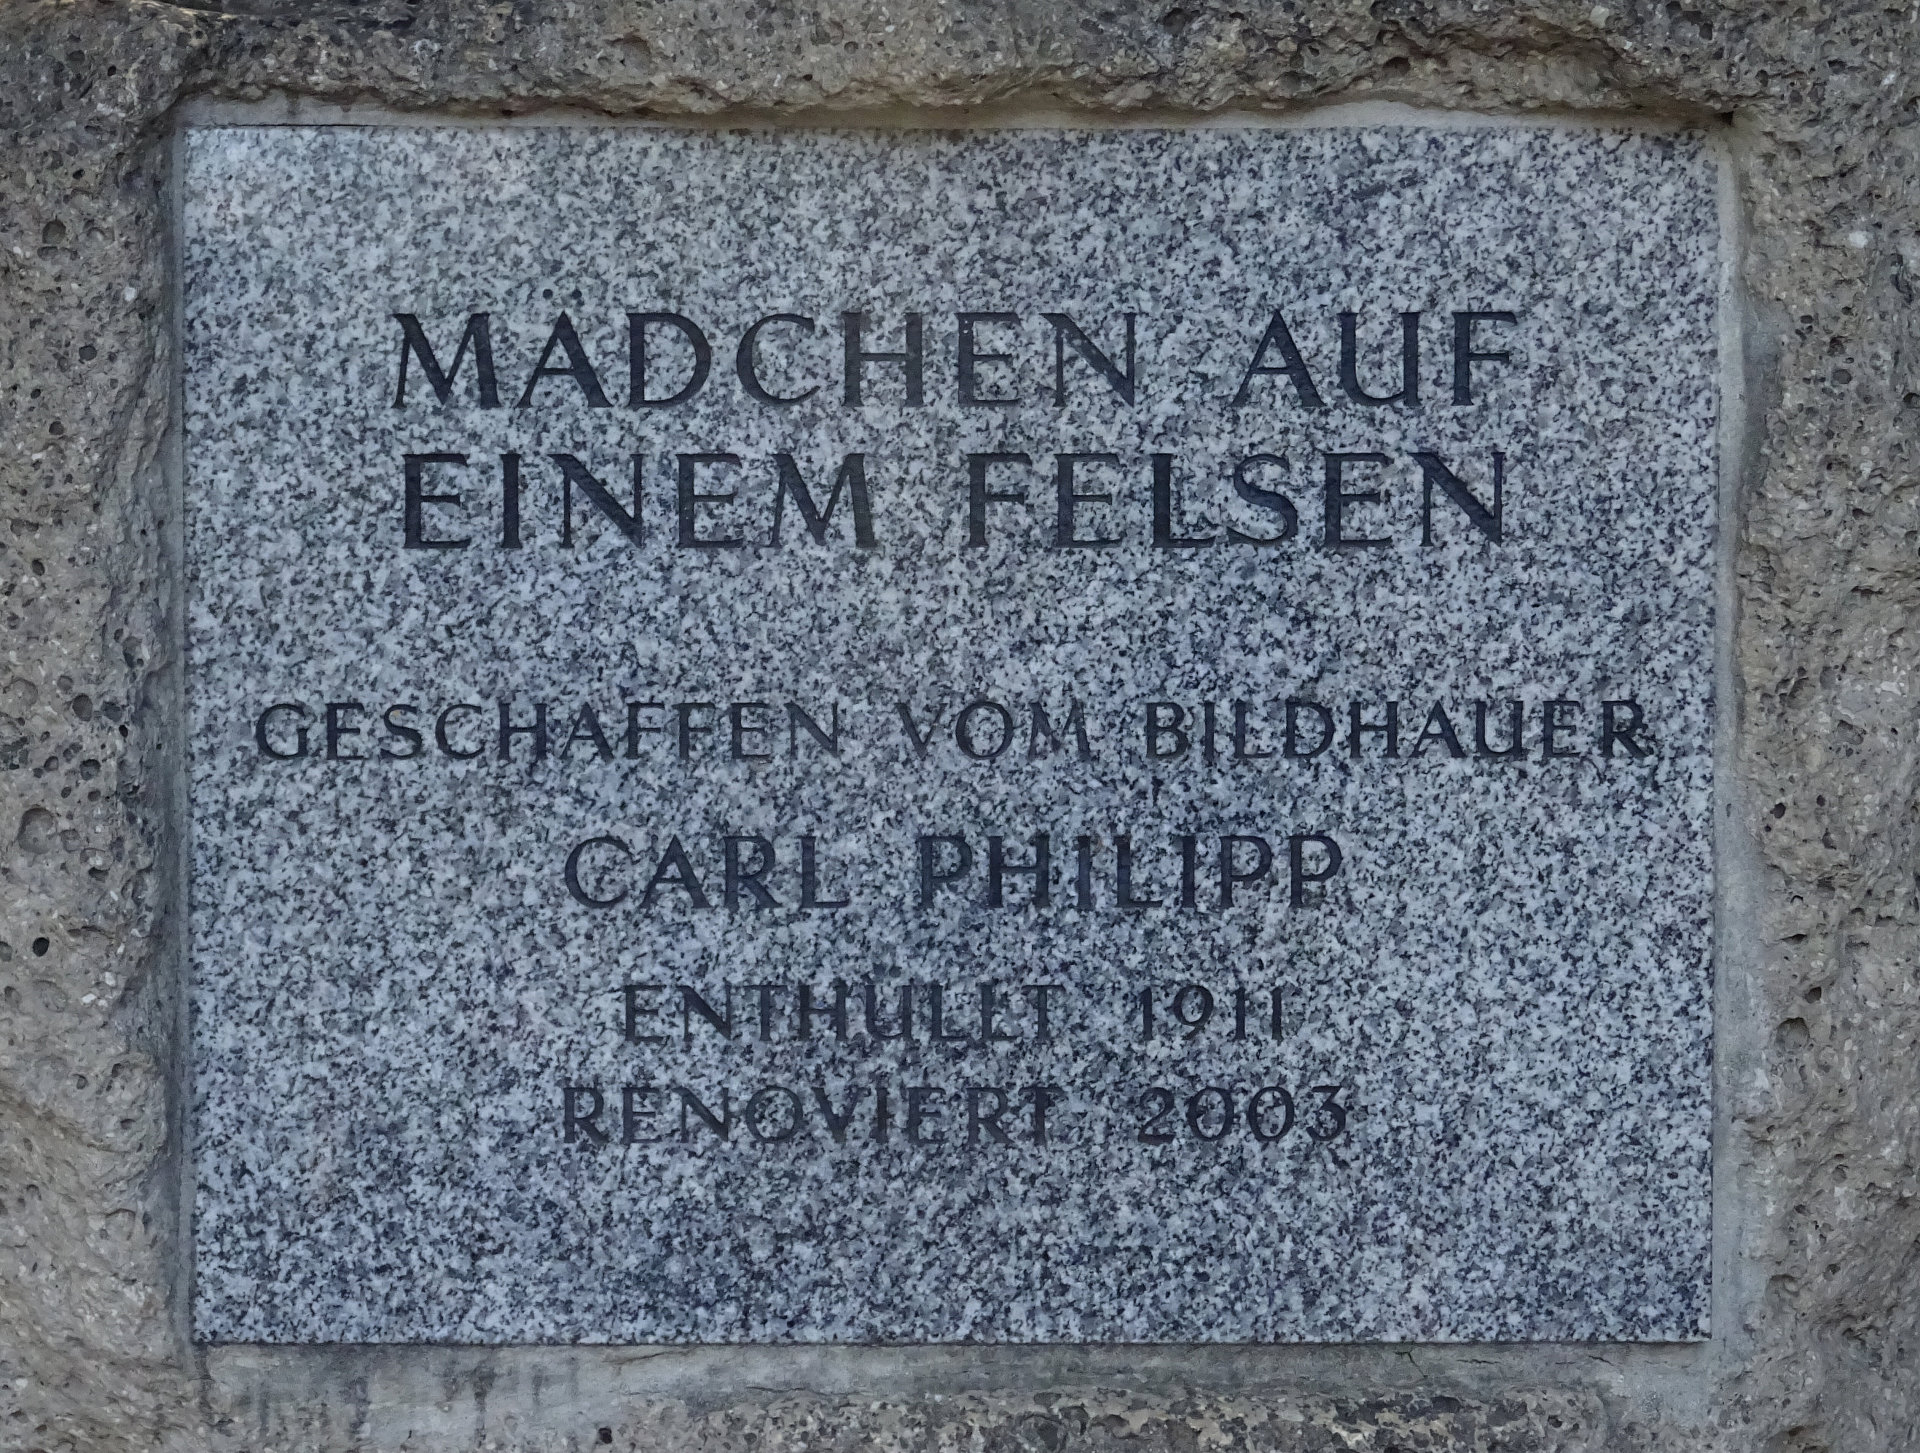 MÄDCHEN AUF
EINEM FELSEN
GESCHAFFEN VOM BILDHAUER
CARL PHILIPP
ENTHÜLLT 1911
RENOVIERT 2003